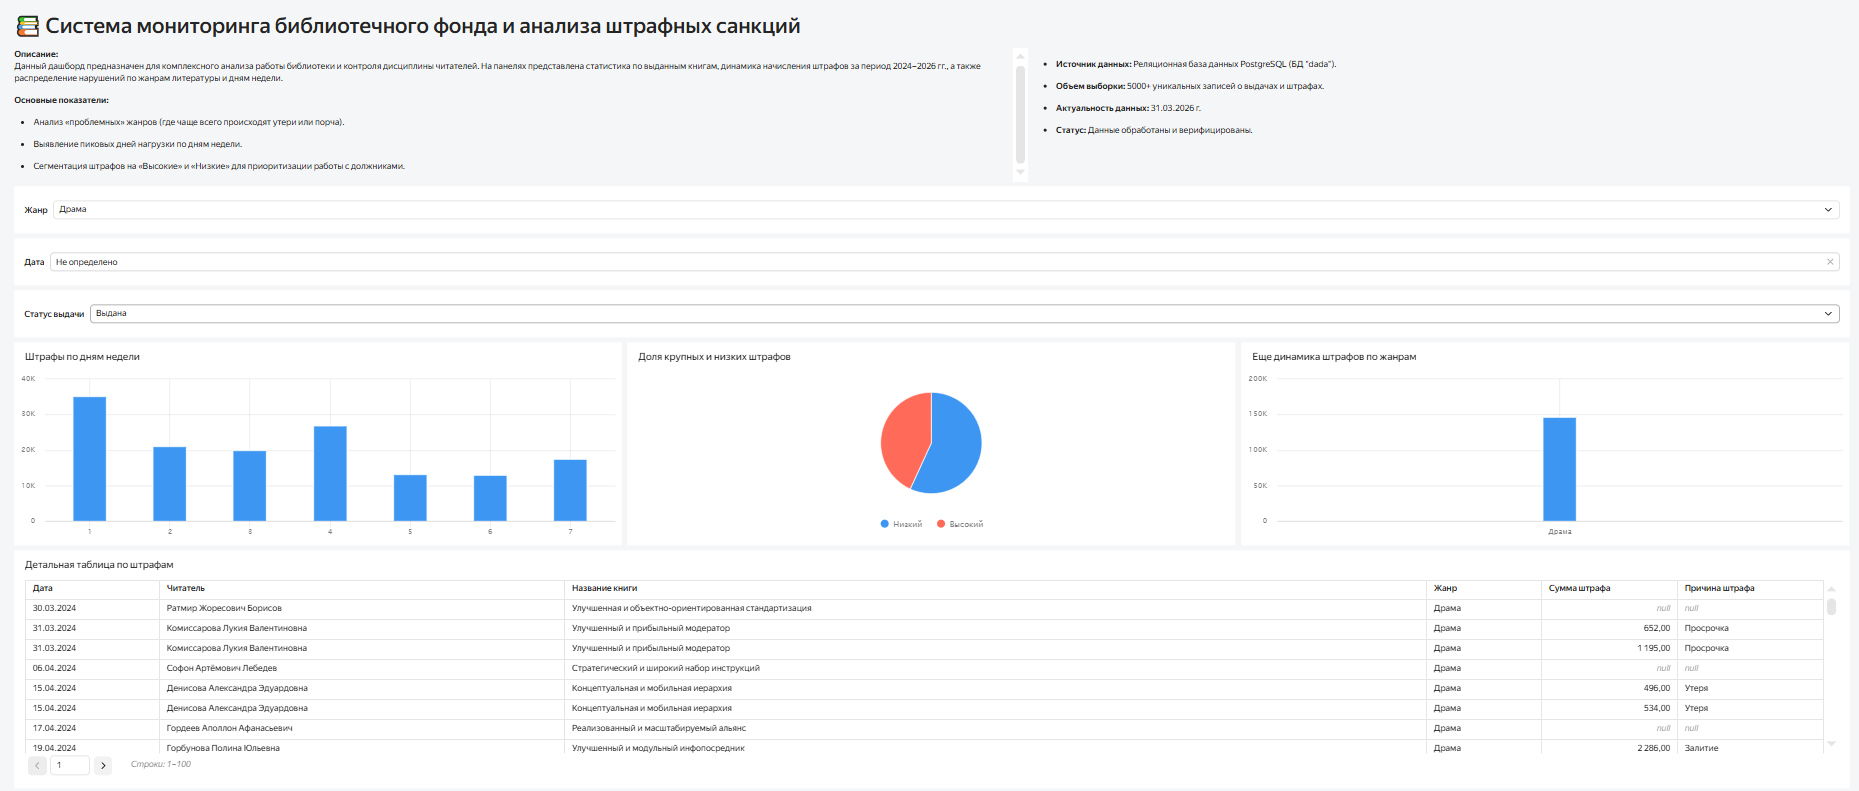 📚 Система мониторинга библиотечного фонда и анализа штрафных санкций
Описание:
Данный дашборд предназначен для комплексного анализа работы библиотеки и контроля дисциплины читателей. На панелях представлена статистика по выданным книгам, динамика начисления штрафов за период 2024–2026 гг., а также
распределение нарушений по жанрам литературы и дням недели.
Основные показатели:
• Анализ «проблемных» жанров (где чаще всего происходят утери или порча).
• Выявление пиковых дней нагрузки по дням недели.
• Сегментация штрафов на «Высокие» и «Низкие» для приоритизации работы с должниками.
• Источник данных: Реляционная база данных PostgreSQL (БД "dada").
• Объем выборки: 5000+ уникальных записей о выдачах и штрафах.
• Актуальность данных: 31.03.2026 г.
• Статус: Данные обработаны и верифицированы.
Жанр Драма
Дата Не определено
Статус выдачи Выдана
Штрафы по дням недели
40K
30K
20K
10K
0
1 2 3 4 5 6 7
Доля крупных и низких штрафов
Низкий Высокий
Еще динамика штрафов по жанрам
200K
150K
100K
50K
0
Драма
Детальная таблица по штрафам
Дата Читатель Название книги Жанр Сумма штрафа Причина штрафа
30.03.2024 Ратмир Жоресович Борисов Улучшенная и объектно-ориентированная стандартизация Драма null null
31.03.2024 Комиссарова Лукия Валентиновна Улучшенный и прибыльный модератор Драма 652,00 Просрочка
31.03.2024 Комиссарова Лукия Валентиновна Улучшенный и прибыльный модератор Драма 1 195,00 Просрочка
06.04.2024 Софон Артёмович Лебедев Стратегический и широкий набор инструкций Драма null null
15.04.2024 Денисова Александра Эдуардовна Концептуальная и мобильная иерархия Драма 496,00 Утеря
15.04.2024 Денисова Александра Эдуардовна Концептуальная и мобильная иерархия Драма 534,00 Утеря
17.04.2024 Гордеев Аполлон Афанасьевич Реализованный и масштабируемый альянс Драма null null
19.04.2024 Горбунова Полина Юльевна Улучшенный и модульный инфопосредник Драма 2 286,00 Залитие
1 Строки: 1–100